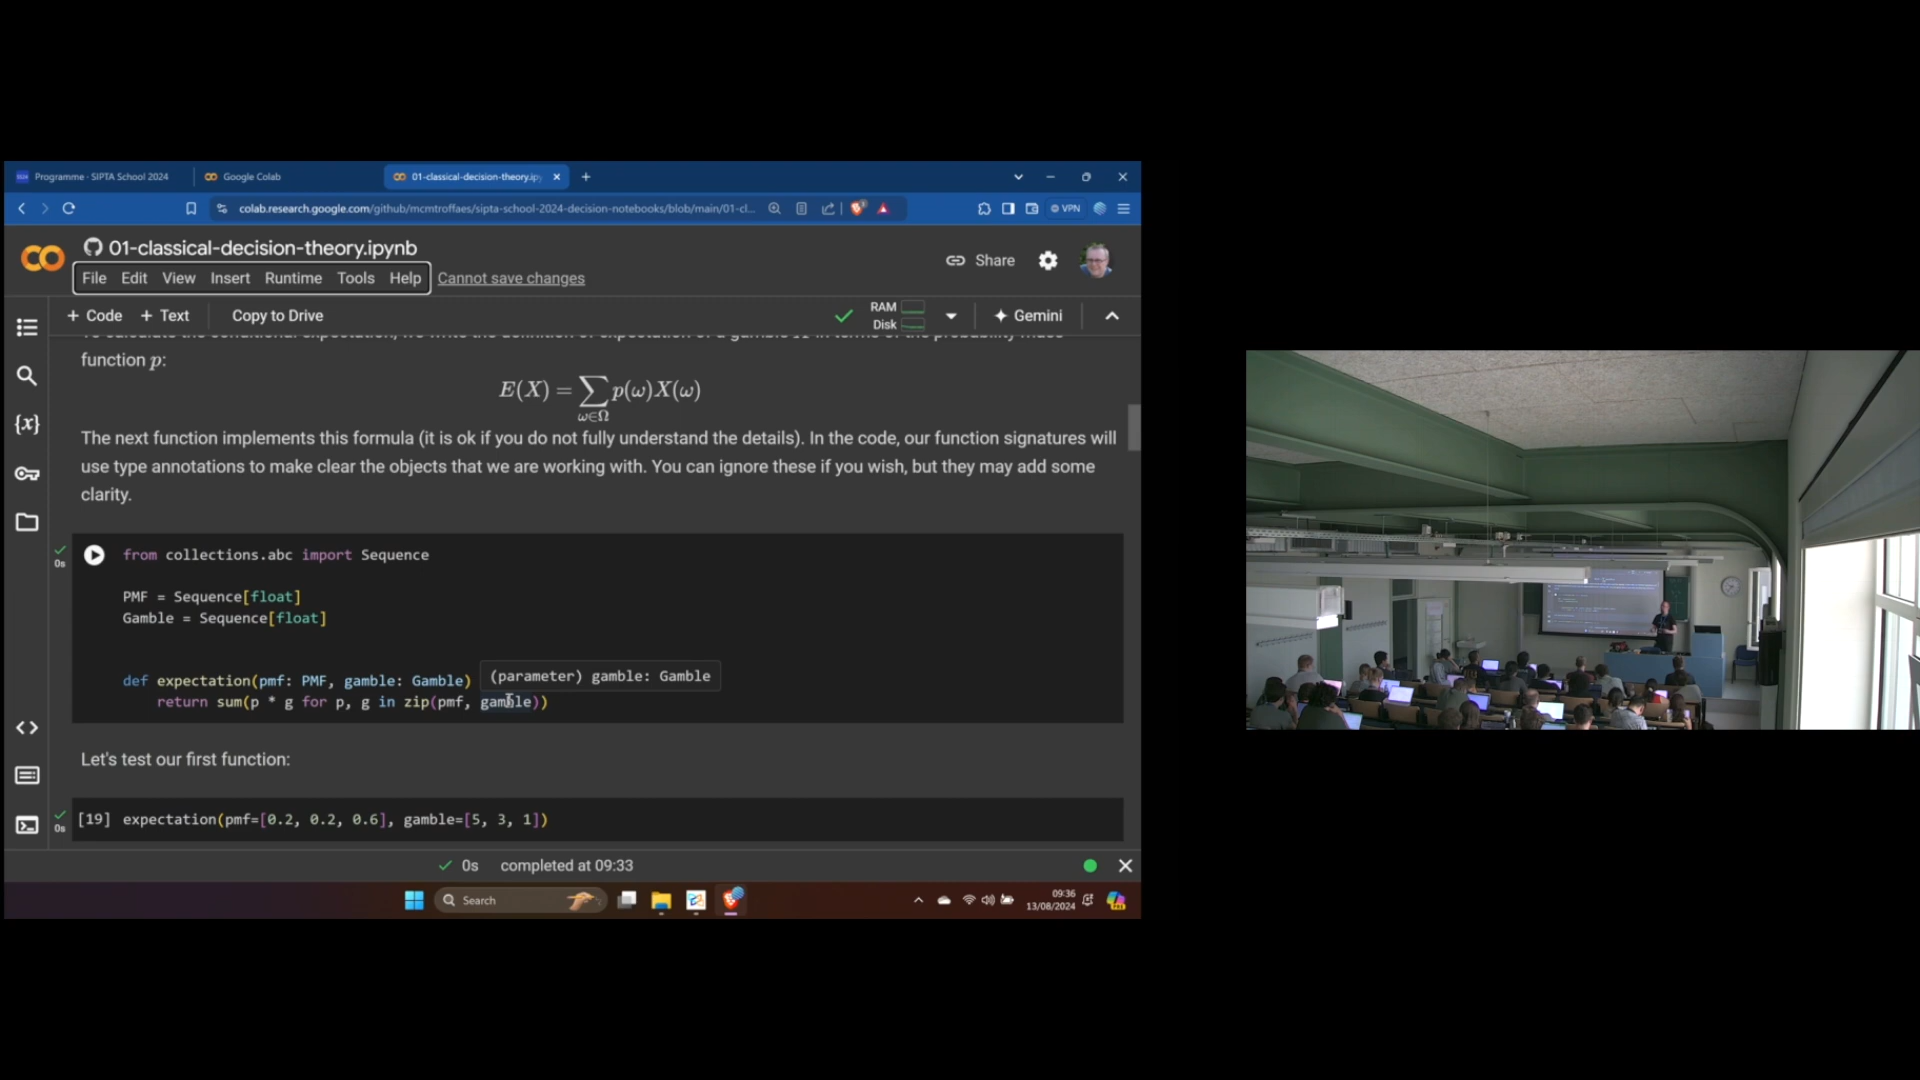 Programme - SIPTA School 2024
Google Colab
01-classical-decision-theory.ip
colab.research.google.com/github/mcmtroffaes/sipta-school-2024-decision-notebooks/blob/main/01-cl...
VPN
01-classical-decision-theory.ipynb
File Edit View Insert Runtime Tools Help Cannot save changes
Share
+ Code + Text Copy to Drive
RAM
Disk
Gemini
function p:
E(X) = ∑ p(ω)X(ω)
ω∈Ω
The next function implements this formula (it is ok if you do not fully understand the details). In the code, our function signatures will
use type annotations to make clear the objects that we are working with. You can ignore these if you wish, but they may add some
clarity.
0s
from collections.abc import Sequence
PMF = Sequence[float]
Gamble = Sequence[float]
(parameter) gamble: Gamble
def expectation(pmf: PMF, gamble: Gamble)
return sum(p * g for p, g in zip(pmf, gamble))
Let's test our first function:
0s
[19] expectation(pmf=[0.2, 0.2, 0.6], gamble=[5, 3, 1])
0s completed at 09:33
Search
09:36
13/08/2024